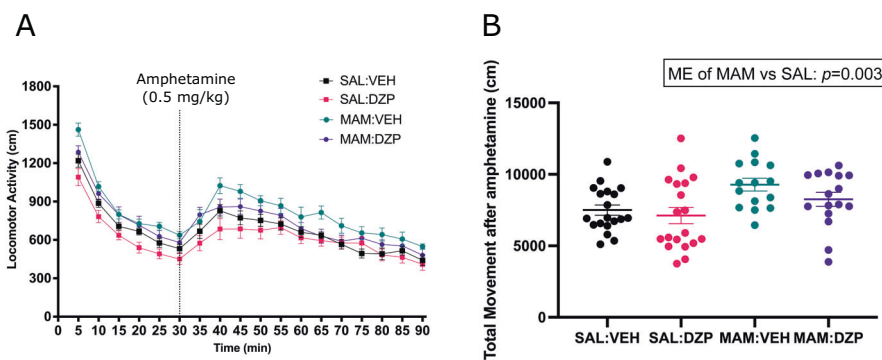 A
Amphetamine
(0.5 mg/kg)
SAL:VEH
SAL:DZP
MAM:VEH
MAM:DZP
Locomotor Activity (cm)
1800
1500
1200
900
600
300
0
0 5 10 15 20 25 30 35 40 45 50 55 60 65 70 75 80 85 90
Time (min)
B
ME of MAM vs SAL: p=0.003
Total Movement after amphetamine (cm)
15000
10000
5000
0
SAL:VEH SAL:DZP MAM:VEH MAM:DZP